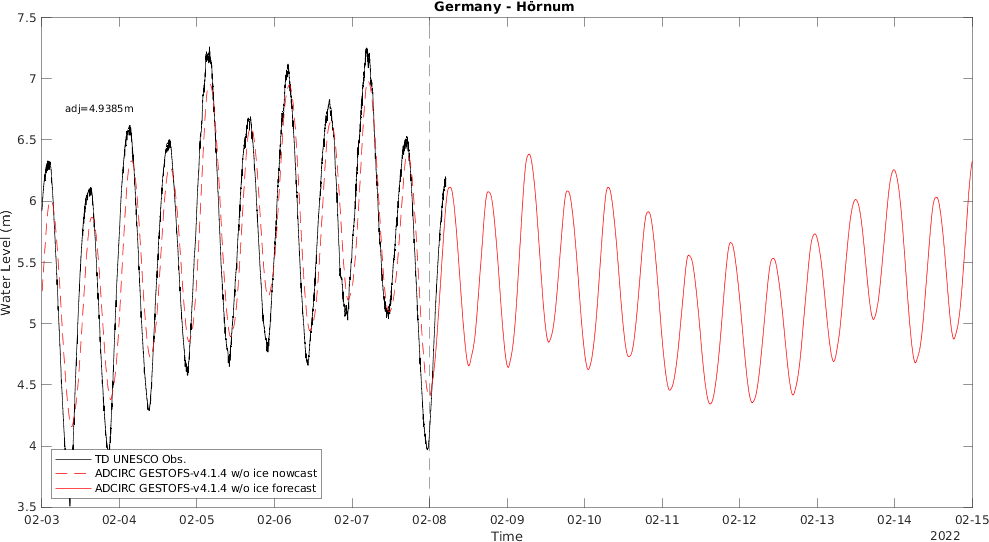 Germany - Hörnum
7.5
7
6.5
6
5.5
5
4.5
4
3.5
Water Level (m)
adj=4.9385m
TD UNESCO Obs.
ADCIRC GESTOFS-v4.1.4 w/o ice nowcast
ADCIRC GESTOFS-v4.1.4 w/o ice forecast
02-03 02-04 02-05 02-06 02-07 02-08 02-09 02-10 02-11 02-12 02-13 02-14 02-15
Time
2022